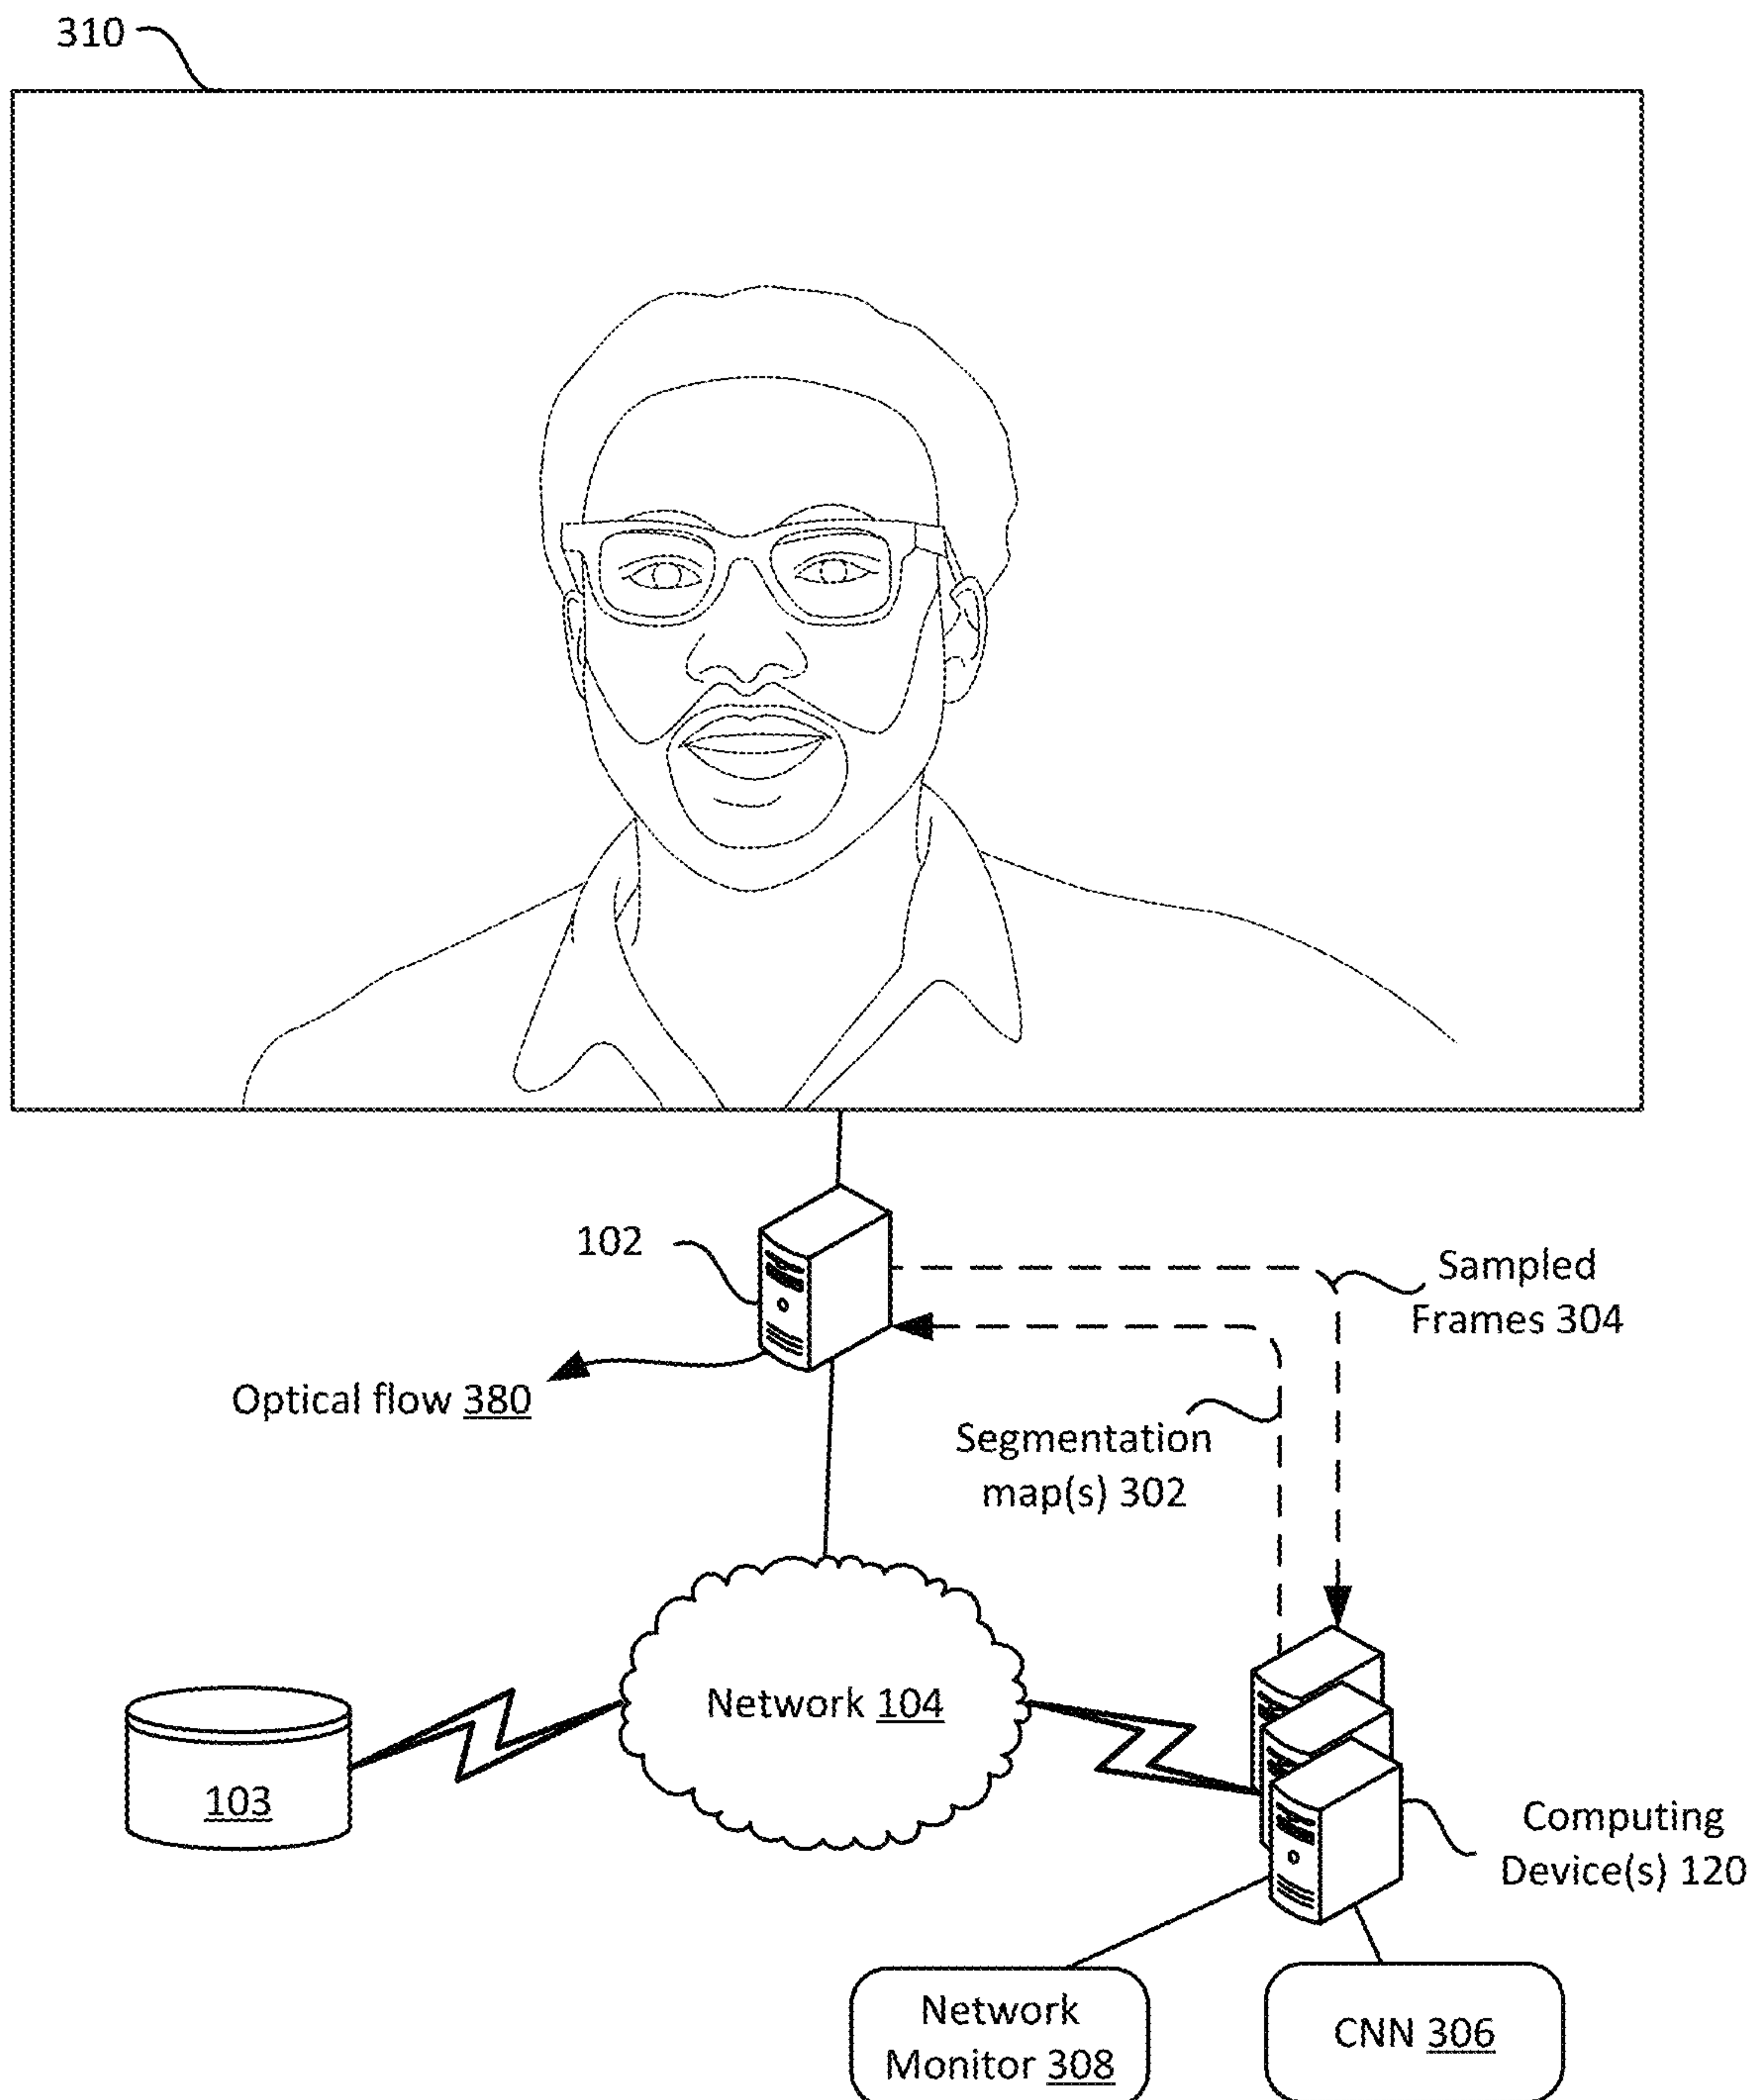 310
102
Sampled
Frames 304
Optical flow 380
Segmentation
map(s) 302
Network 104
103
Computing
Device(s) 120
Network
Monitor 308
CNN 306